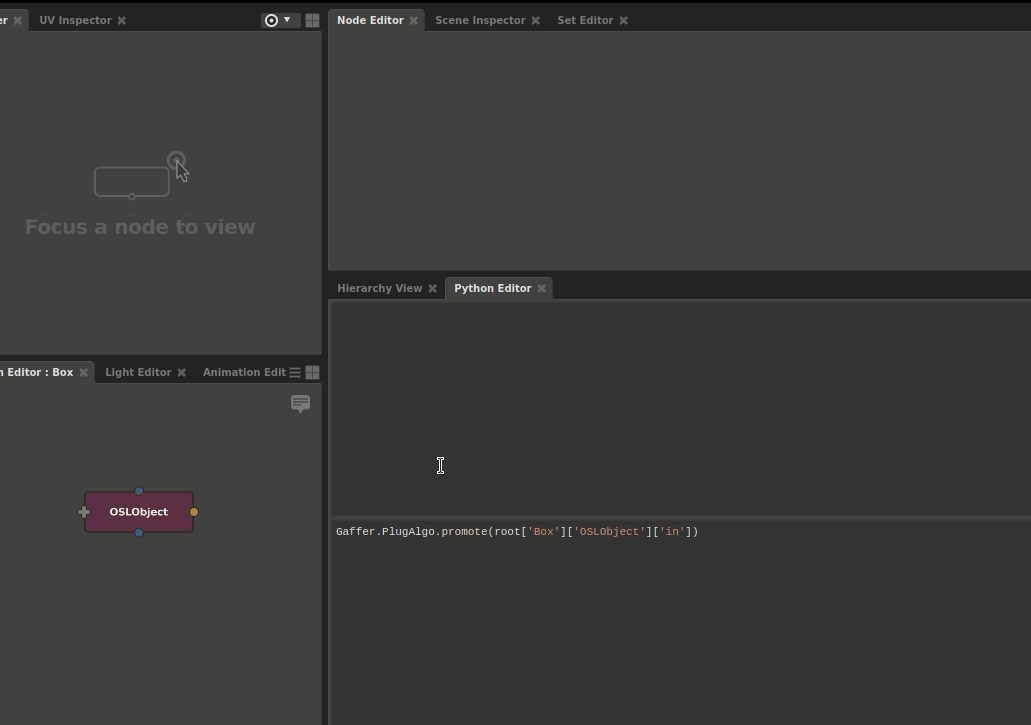 er UV Inspector
Node Editor Scene Inspector Set Editor
Focus a node to view
Hierarchy View Python Editor
n Editor : Box Light Editor Animation Edit
OSLObject
Gaffer.PlugAlgo.promote(root['Box']['OSLObject']['in'])